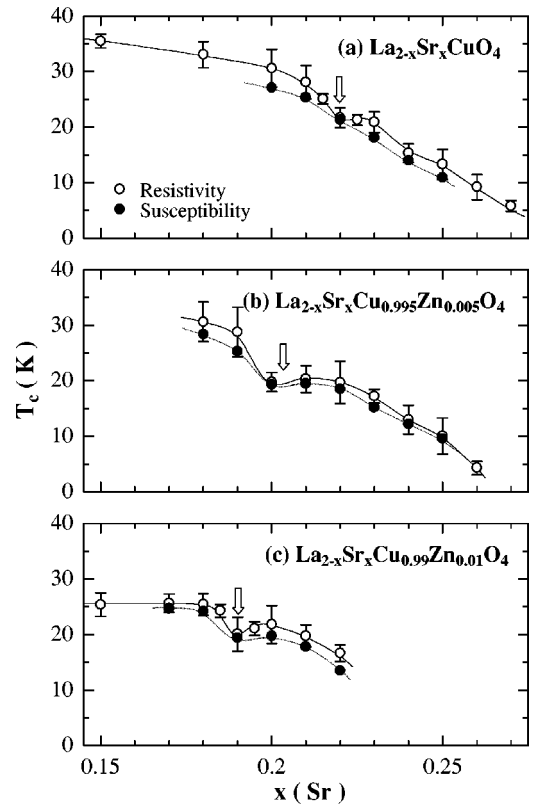 40
(a) La2-xSrxCuO4
30
20
10
Resistivity
Susceptibility
0
40
(b) La2-xSrxCu0.995Zn0.005O4
30
20
10
0
Tc ( K )
40
(c) La2-xSrxCu0.99Zn0.01O4
30
20
10
0
0.15 0.2 0.25
x ( Sr )